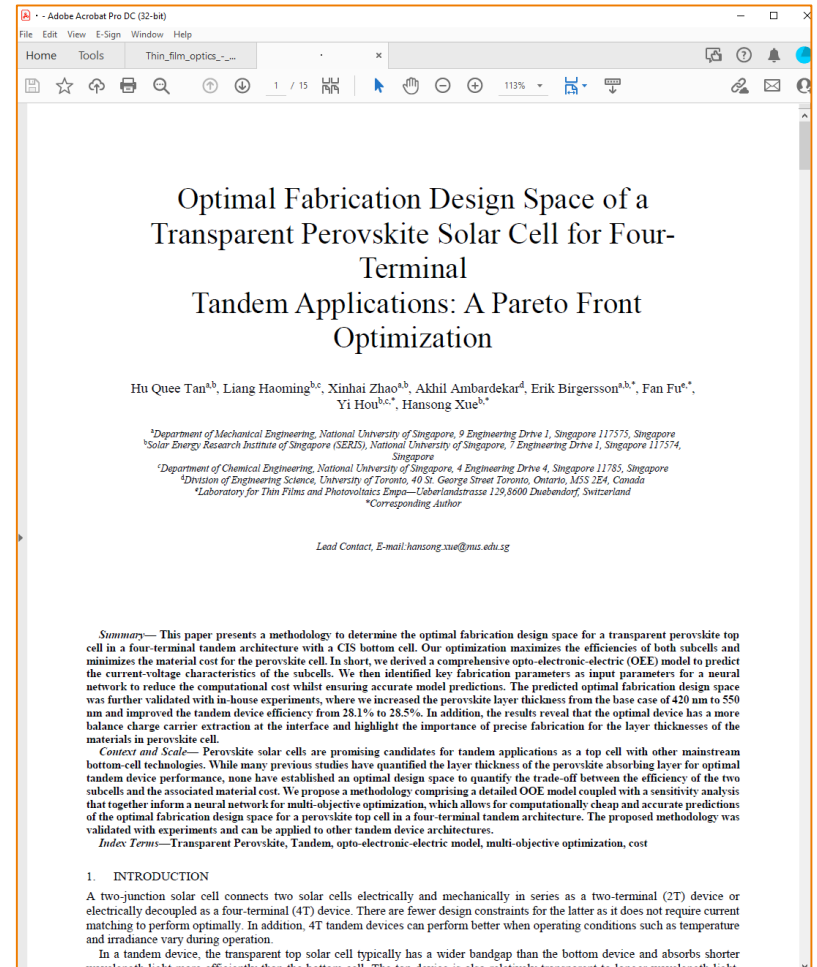 · - Adobe Acrobat Pro DC (32-bit)
File Edit View E-Sign Window Help
Home Tools Thin_film_optics_-_... · ×
1 / 15 113%
Optimal Fabrication Design Space of a
Transparent Perovskite Solar Cell for Four-
Terminal
Tandem Applications: A Pareto Front
Optimization
Hu Quee Tana,b, Liang Haomingb,c, Xinhai Zhaoa,b, Akhil Ambardekard, Erik Birgerssona,b,*, Fan Fue,*,
Yi Houb,c,*, Hansong Xueb,*
aDepartment of Mechanical Engineering, National University of Singapore, 9 Engineering Drive 1, Singapore 117575, Singapore
bSolar Energy Research Institute of Singapore (SERIS), National University of Singapore, 7 Engineering Drive 1, Singapore 117574,
Singapore
cDepartment of Chemical Engineering, National University of Singapore, 4 Engineering Drive 4, Singapore 11785, Singapore
dDivision of Engineering Science, University of Toronto, 40 St. George Street Toronto, Ontario, M5S 2E4, Canada
eLaboratory for Thin Films and Photovoltaics Empa—Ueberlandstrasse 129,8600 Duebendorf, Switzerland
*Corresponding Author
Lead Contact, E-mail:hansong.xue@nus.edu.sg
Summary— This paper presents a methodology to determine the optimal fabrication design space for a transparent perovskite top
cell in a four-terminal tandem architecture with a CIS bottom cell. Our optimization maximizes the efficiencies of both subcells and
minimizes the material cost for the perovskite cell. In short, we derived a comprehensive opto-electronic-electric (OEE) model to predict
the current-voltage characteristics of the subcells. We then identified key fabrication parameters as input parameters for a neural
network to reduce the computational cost whilst ensuring accurate model predictions. The predicted optimal fabrication design space
was further validated with in-house experiments, where we increased the perovskite layer thickness from the base case of 420 nm to 550
nm and improved the tandem device efficiency from 28.1% to 28.5%. In addition, the results reveal that the optimal device has a more
balance charge carrier extraction at the interface and highlight the importance of precise fabrication for the layer thicknesses of the
materials in perovskite cell.
Context and Scale— Perovskite solar cells are promising candidates for tandem applications as a top cell with other mainstream
bottom-cell technologies. While many previous studies have quantified the layer thickness of the perovskite absorbing layer for optimal
tandem device performance, none have established an optimal design space to quantify the trade-off between the efficiency of the two
subcells and the associated material cost. We propose a methodology comprising a detailed OOE model coupled with a sensitivity analysis
that together inform a neural network for multi-objective optimization, which allows for computationally cheap and accurate predictions
of the optimal fabrication design space for a perovskite top cell in a four-terminal tandem architecture. The proposed methodology was
validated with experiments and can be applied to other tandem device architectures.
Index Terms—Transparent Perovskite, Tandem, opto-electronic-electric model, multi-objective optimization, cost
1. INTRODUCTION
A two-junction solar cell connects two solar cells electrically and mechanically in series as a two-terminal (2T) device or
electrically decoupled as a four-terminal (4T) device. There are fewer design constraints for the latter as it does not require current
matching to perform optimally. In addition, 4T tandem devices can perform better when operating conditions such as temperature
and irradiance vary during operation.
In a tandem device, the transparent top solar cell typically has a wider bandgap than the bottom device and absorbs shorter